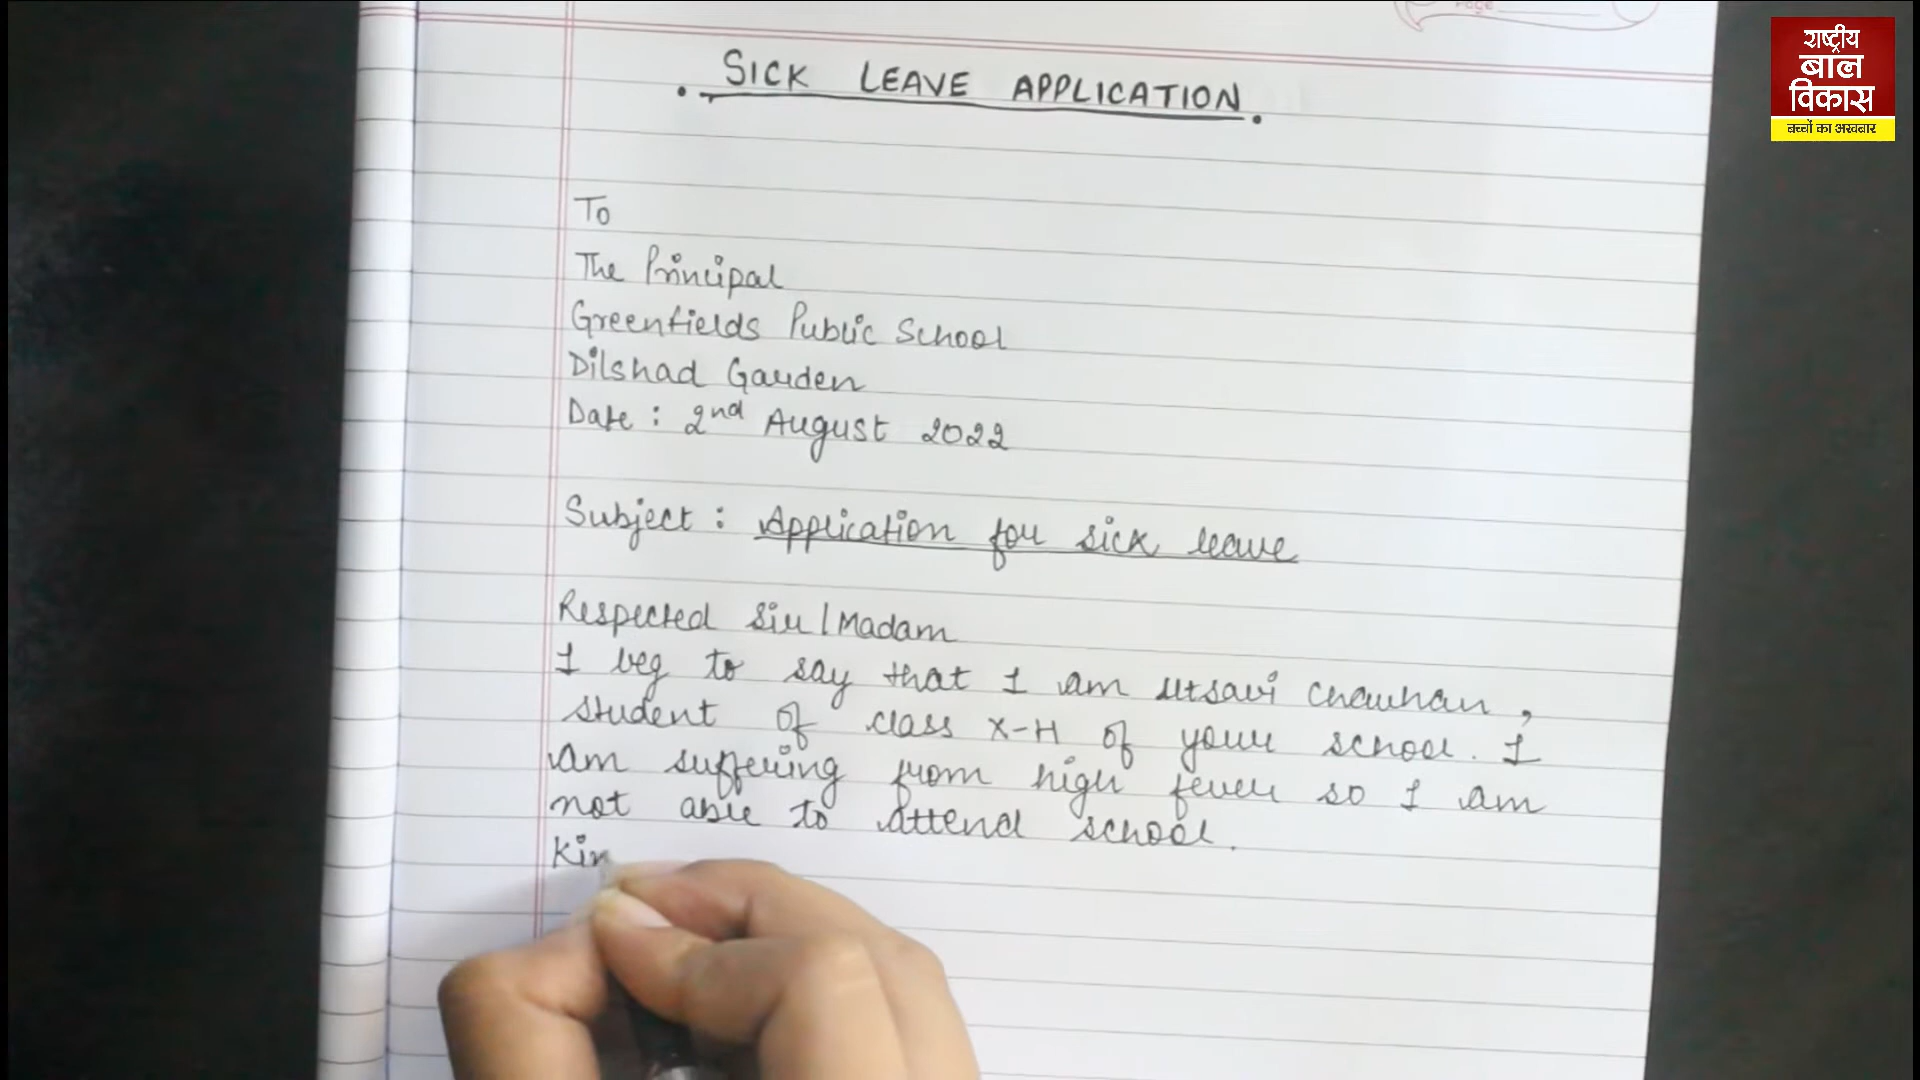 राष्ट्रीय
बाल
विकास
बच्चों का अखबार
SICK LEAVE APPLICATION
To
The Principal
Greenfields Public School
Dilshad Garden
Date : 2nd August 2022
Subject : Application for sick leave
Respected Sir/Madam
I beg to say that I am Utsavi Chauhan,
student of class X-H of your school. I
am suffering from high fever so I am
not able to attend school.
Kin